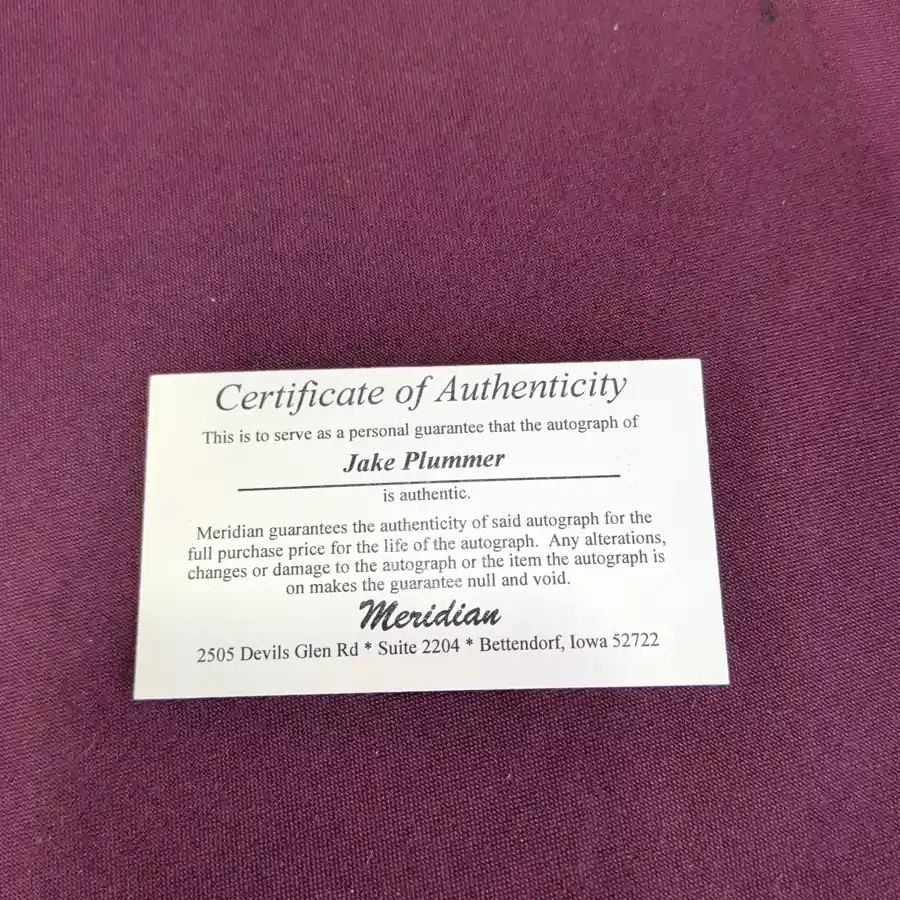 Certificate of Authenticity
This is to serve as a personal guarantee that the autograph of
Jake Plummer
is authentic.
Meridian guarantees the authenticity of said autograph for the
full purchase price for the life of the autograph. Any alterations,
changes or damage to the autograph or the item the autograph is
on makes the guarantee null and void.
Meridian
2505 Devils Glen Rd * Suite 2204 * Bettendorf, Iowa 52722